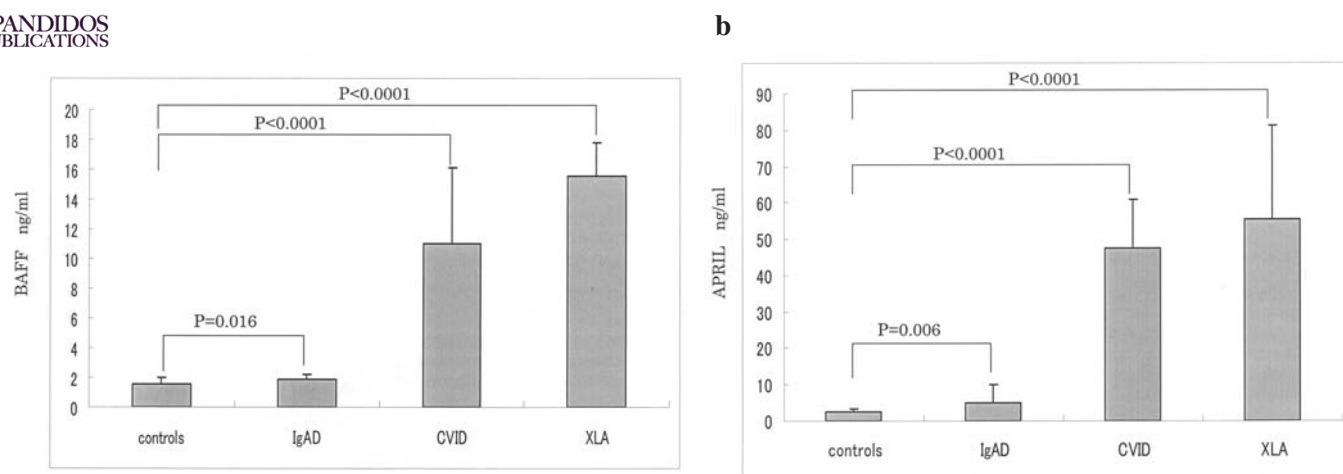 PANDIDOS
UBLICATIONS
b
P<0.0001
P<0.0001
P=0.016
BAFF ng/ml
20
18
16
14
12
10
8
6
4
2
0
controls IgAD CVID XLA
P<0.0001
P<0.0001
P=0.006
APRIL ng/ml
90
80
70
60
50
40
30
20
10
0
controls IgAD CVID XLA